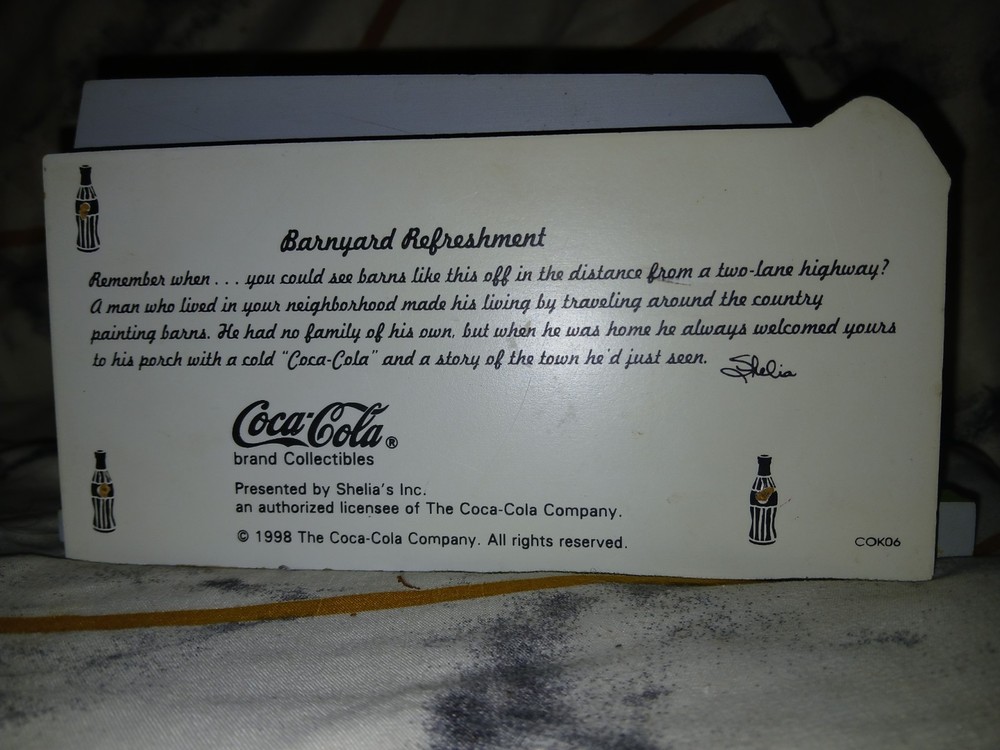 Barnyard Refreshment
Remember when . . . you could see barns like this off in the distance from a two-lane highway?
A man who lived in your neighborhood made his living by traveling around the country
painting barns. He had no family of his own, but when he was home he always welcomed yours
to his porch with a cold "Coca-Cola" and a story of the town he'd just seen.
Shelia
Coca-Cola®
brand Collectibles
Presented by Shelia's Inc.
an authorized licensee of The Coca-Cola Company.
© 1998 The Coca-Cola Company. All rights reserved.
COK06